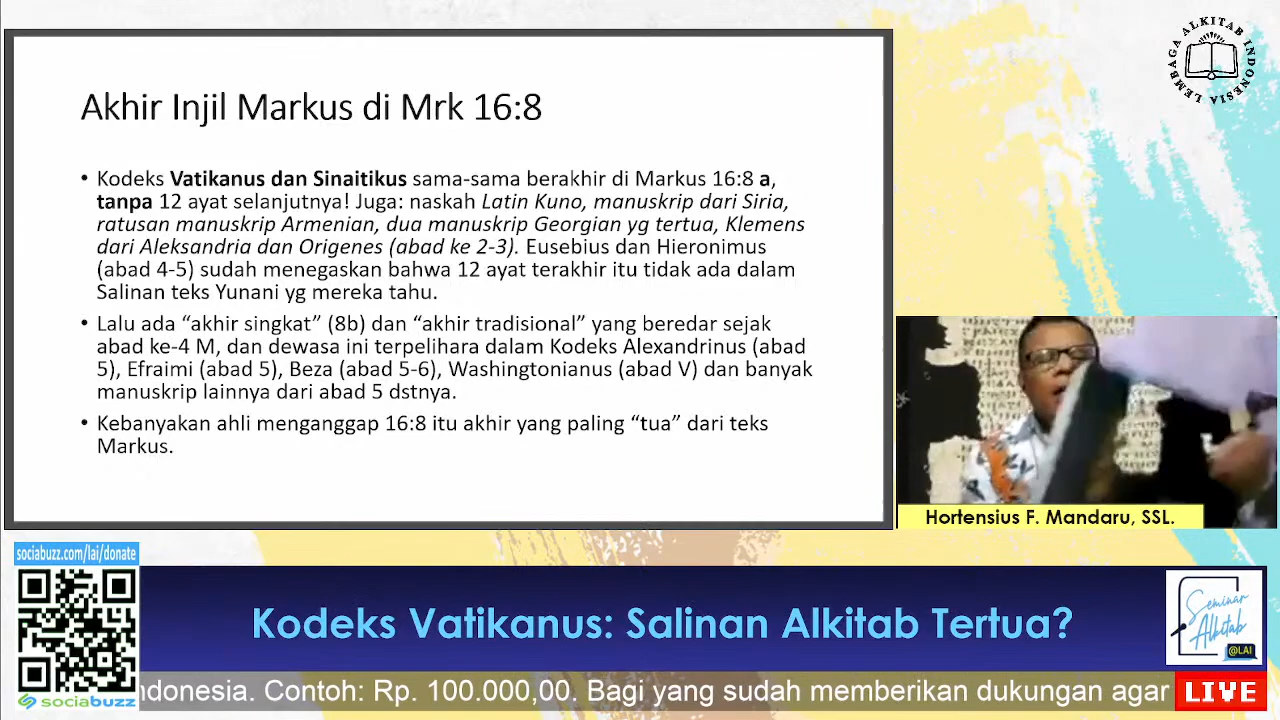 Akhir Injil Markus di Mrk 16:8
• Kodeks Vatikanus dan Sinaitikus sama-sama berakhir di Markus 16:8 a,
tanpa 12 ayat selanjutnya! Juga: naskah Latin Kuno, manuskrip dari Siria,
ratusan manuskrip Armenian, dua manuskrip Georgian yg tertua, Klemens
dari Aleksandria dan Origenes (abad ke 2-3). Eusebius dan Hieronimus
(abad 4-5) sudah menegaskan bahwa 12 ayat terakhir itu tidak ada dalam
Salinan teks Yunani yg mereka tahu.
• Lalu ada “akhir singkat” (8b) dan “akhir tradisional” yang beredar sejak
abad ke-4 M, dan dewasa ini terpelihara dalam Kodeks Alexandrinus (abad
5), Efraimi (abad 5), Beza (abad 5-6), Washingtonianus (abad V) dan banyak
manuskrip lainnya dari abad 5 dstnya.
• Kebanyakan ahli menganggap 16:8 itu akhir yang paling “tua” dari teks
Markus.
LEMBAGA ALKITAB INDONESIA
Hortensius F. Mandaru, SSL.
sociabuzz.com/lai/donate
sociabuzz
Kodeks Vatikanus: Salinan Alkitab Tertua?
Seminar
Alkitab
@LAI
ndonesia. Contoh: Rp. 100.000,00. Bagi yang sudah memberikan dukungan agar
LIVE